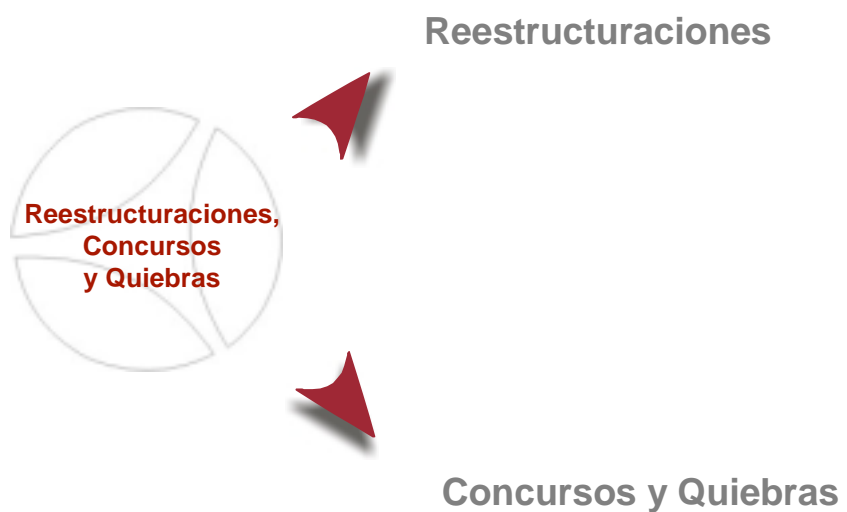 Reestructuraciones
Reestructuraciones,
Concursos
y Quiebras
Concursos y Quiebras